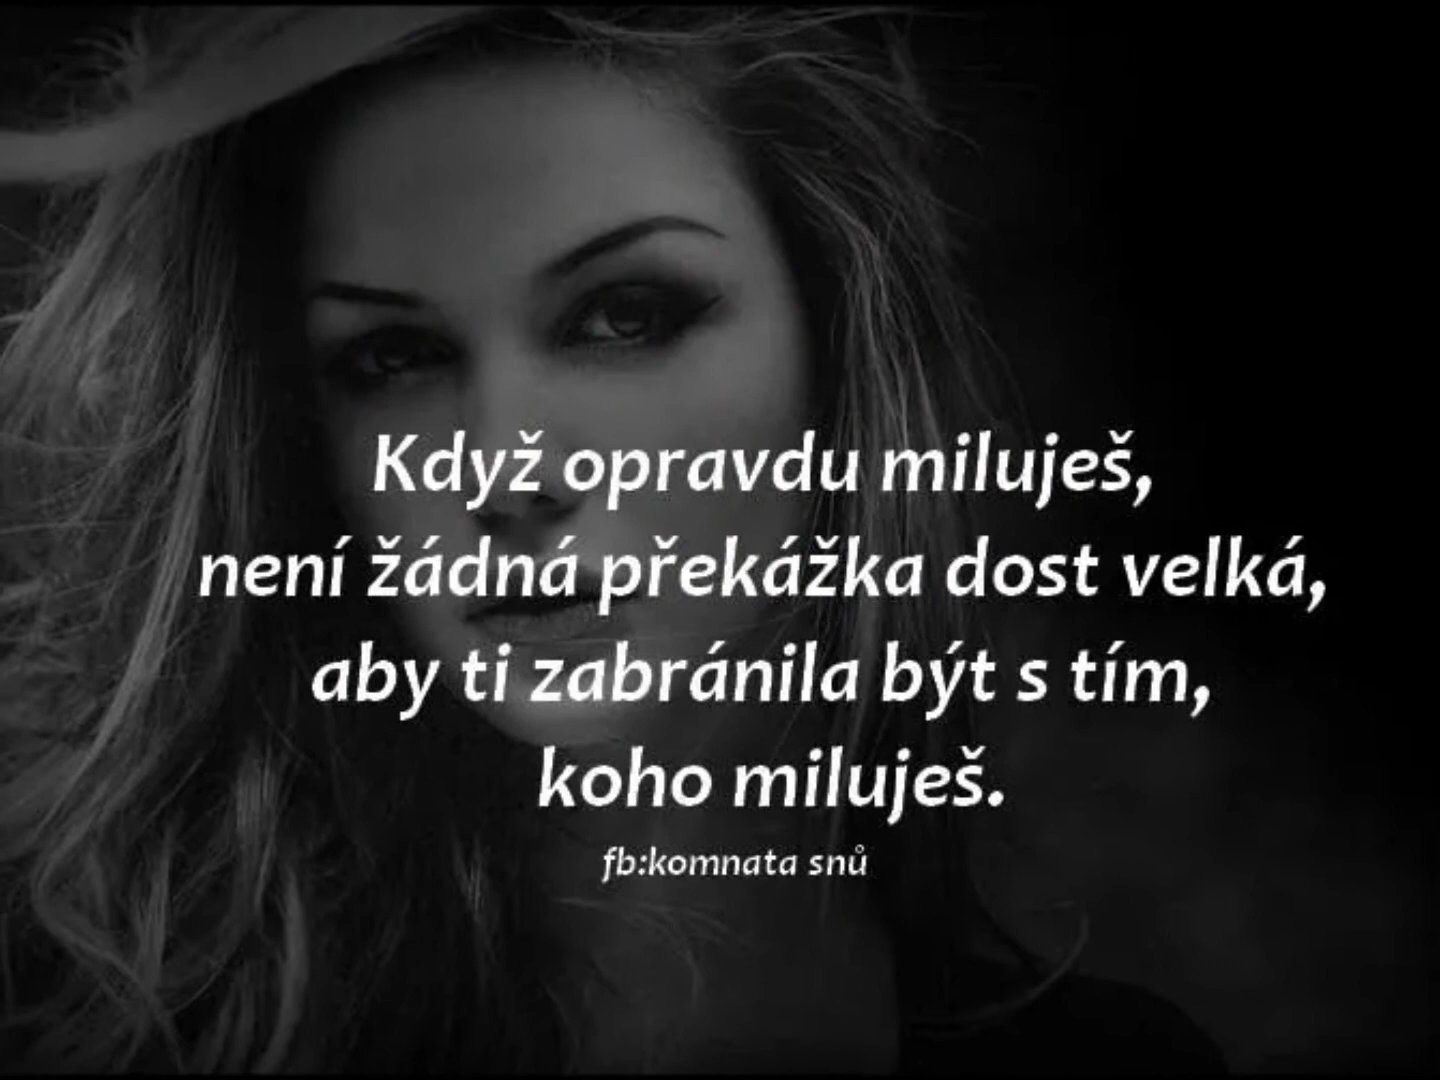 Když opravdu miluješ,
není žádná překážka dost velká,
aby ti zabránila být s tím,
koho miluješ.
fb:komnata snů